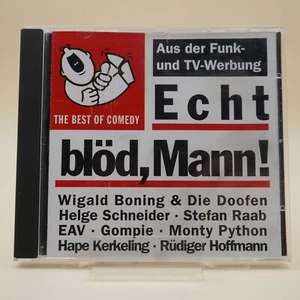 Aus der Funk-
und TV-Werbung
THE BEST OF COMEDY
Echt
blöd, Mann!
Wigald Boning & Die Doofen
Helge Schneider · Stefan Raab
EAV · Gompie · Monty Python
Hape Kerkeling · Rüdiger Hoffmann